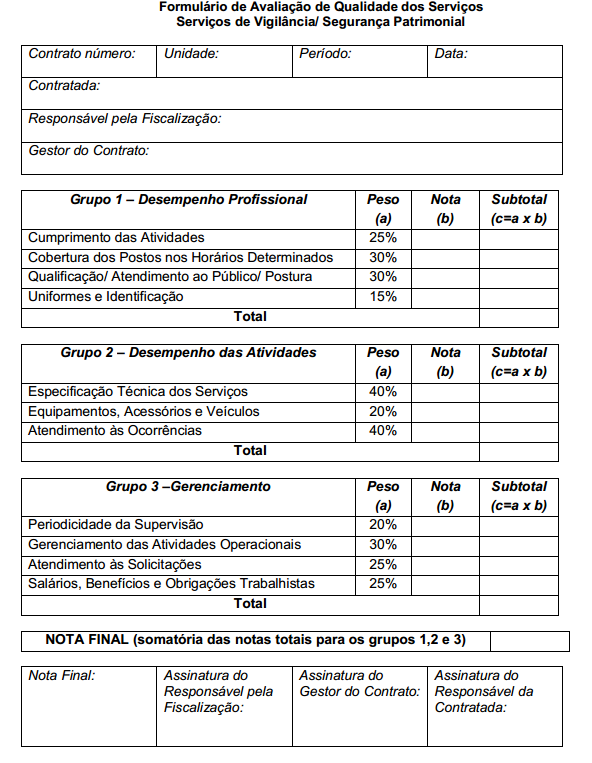 Formulário de Avaliação de Qualidade dos Serviços
Serviços de Vigilância/ Segurança Patrimonial
Contrato número: Unidade: Período: Data:
Contratada:
Responsável pela Fiscalização:
Gestor do Contrato:
Grupo 1 – Desempenho Profissional Peso (a) Nota (b) Subtotal (c=a x b)
Cumprimento das Atividades 25%
Cobertura dos Postos nos Horários Determinados 30%
Qualificação/ Atendimento ao Público/ Postura 30%
Uniformes e Identificação 15%
Total
Grupo 2 – Desempenho das Atividades Peso (a) Nota (b) Subtotal (c=a x b)
Especificação Técnica dos Serviços 40%
Equipamentos, Acessórios e Veículos 20%
Atendimento às Ocorrências 40%
Total
Grupo 3 –Gerenciamento Peso (a) Nota (b) Subtotal (c=a x b)
Periodicidade da Supervisão 20%
Gerenciamento das Atividades Operacionais 30%
Atendimento às Solicitações 25%
Salários, Benefícios e Obrigações Trabalhistas 25%
Total
NOTA FINAL (somatória das notas totais para os grupos 1,2 e 3)
Nota Final:
Assinatura do
Responsável pela
Fiscalização:
Assinatura do
Gestor do Contrato:
Assinatura do
Responsável da
Contratada: